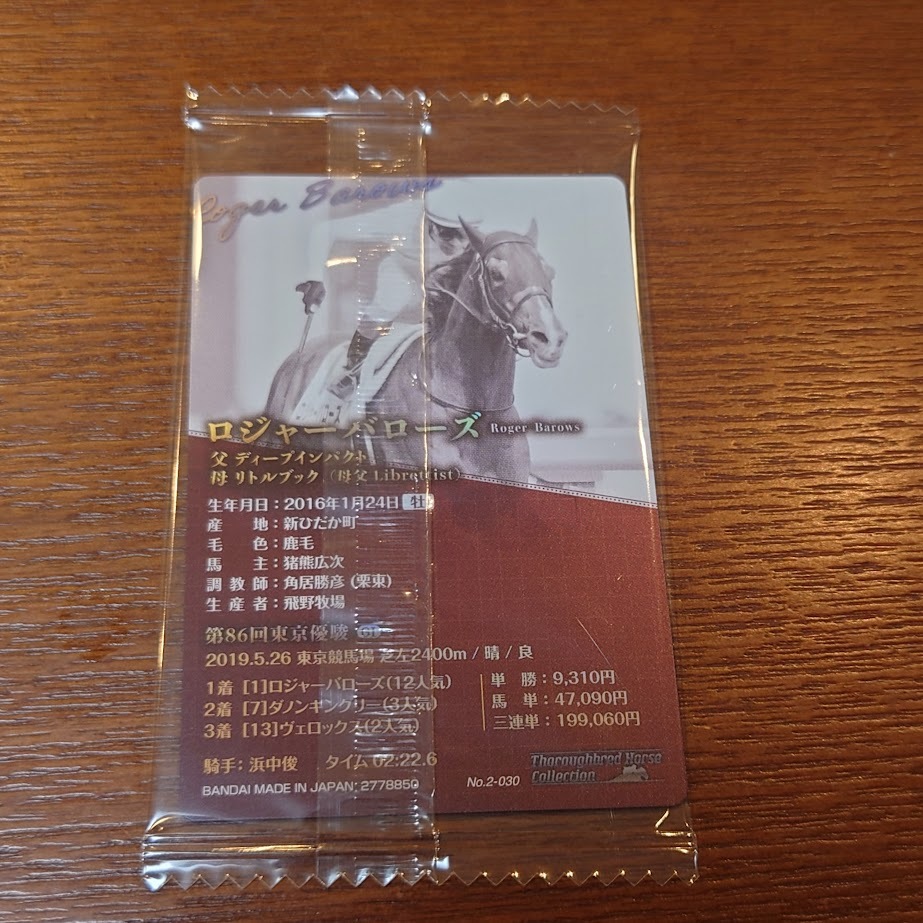 Roger Barows
ロジャーバローズ Roger Barows
父 ディープインパクト
母 リトルブック (母父 Librettist)
生年月日：2016年1月24日 牡
産地：新ひだか町
毛色：鹿毛
馬主：猪熊広次
調教師：角居勝彦 (栗東)
生産者：飛野牧場
第86回東京優駿 GI
2019.5.26 東京競馬場 芝左2400m / 晴 / 良
1着 [1]ロジャーバローズ(12人気)
2着 [7]ダノンキングリー(3人気)
3着 [13]ヴェロックス(2人気)
単勝：9,310円
馬単：47,090円
三連単：199,060円
騎手：浜中俊 タイム 02:22.6
BANDAI MADE IN JAPAN 2778850
No.2-030
Thoroughbred Horse
Collection